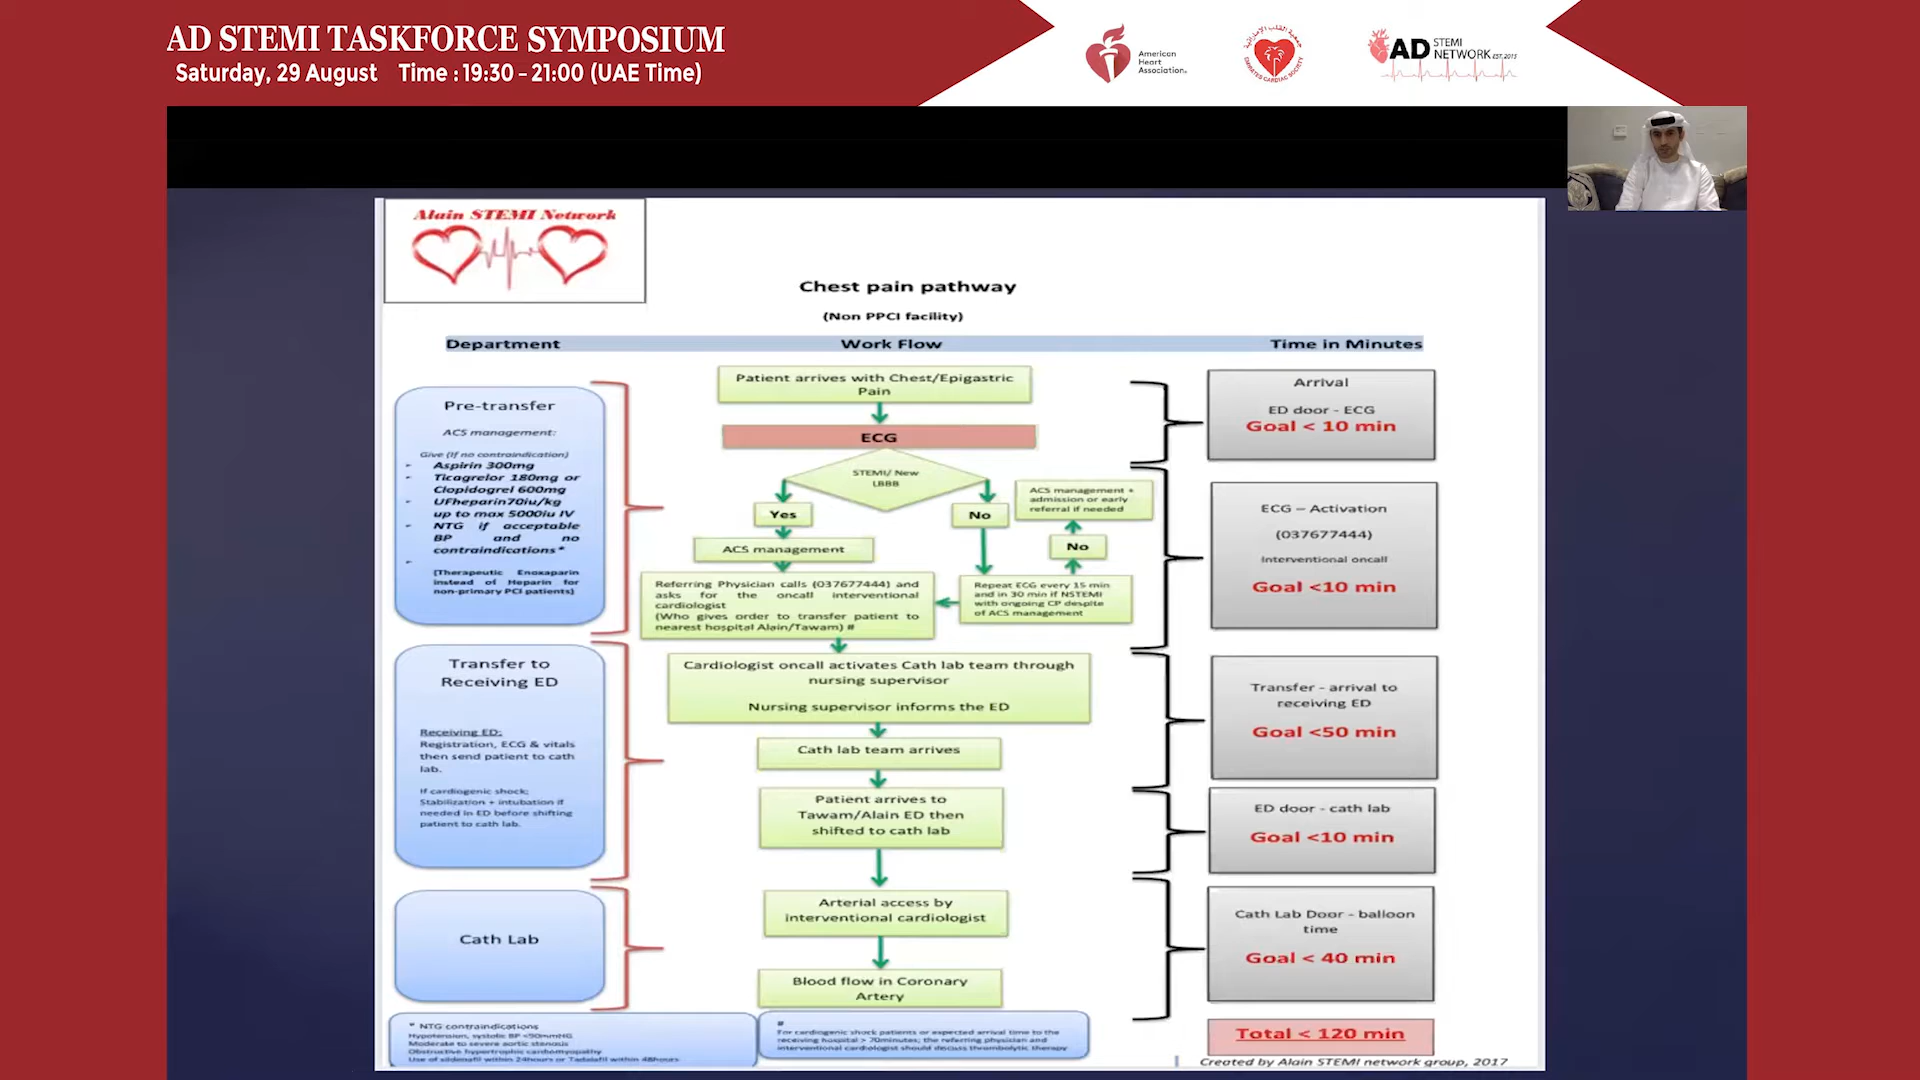 AD STEMI TASKFORCE SYMPOSIUM
Saturday, 29 August Time : 19:30 - 21:00 (UAE Time)
American
Heart
Association.
EMIRATES CARDIAC SOCIETY
AD STEMI
NETWORK EST. 2015
Alain STEMI Network
Chest pain pathway
(Non PPCI facility)
Department Work Flow Time in Minutes
Pre-transfer
ACS management:
Give (If no contraindication)
- Aspirin 300mg
- Ticagrelor 180mg or
Clopidogrel 600mg
- UFheparin70iu/kg
up to max 5000iu IV
- NTG if acceptable
BP and no
contraindications*
-
(Therapeutic Enoxaparin
instead of Heparin for
non-primary PCI patients)
Transfer to
Receiving ED
Receiving ED:
Registration, ECG & vitals
then send patient to cath
lab.
If cardiogenic shock;
Stabilization + intubation if
needed in ED before shifting
patient to cath lab.
Cath Lab
Patient arrives with Chest/Epigastric
Pain
ECG
STEMI/ New
LBBB
Yes
No
ACS management +
admission or early
referral if needed
No
ACS management
Referring Physician calls (037677444) and
asks for the oncall interventional
cardiologist
(Who gives order to transfer patient to
nearest hospital Alain/Tawam) #
Repeat ECG every 15 min
and in 30 min if NSTEMI
with ongoing CP despite
of ACS management
Cardiologist oncall activates Cath lab team through
nursing supervisor
Nursing supervisor informs the ED
Cath lab team arrives
Patient arrives to
Tawam/Alain ED then
shifted to cath lab
Arterial access by
interventional cardiologist
Blood flow in Coronary
Artery
Arrival
ED door - ECG
Goal < 10 min
ECG – Activation
(037677444)
Interventional oncall
Goal <10 min
Transfer - arrival to
receiving ED
Goal <50 min
ED door - cath lab
Goal <10 min
Cath Lab Door - balloon
time
Goal < 40 min
Total < 120 min
* NTG contraindications
Hypotension, systolic BP <90mmHG
Moderate to severe aortic stenosis
Obstructive hypertrophic cardiomyopathy
Use of sildenafil within 24hours or Tadalafil within 48hours
#
For cardiogenic shock patients or expected arrival time to the
receiving hospital > 70minutes; the referring physician and
interventional cardiologist should discuss thrombolytic therapy
Created by Alain STEMI network group, 2017